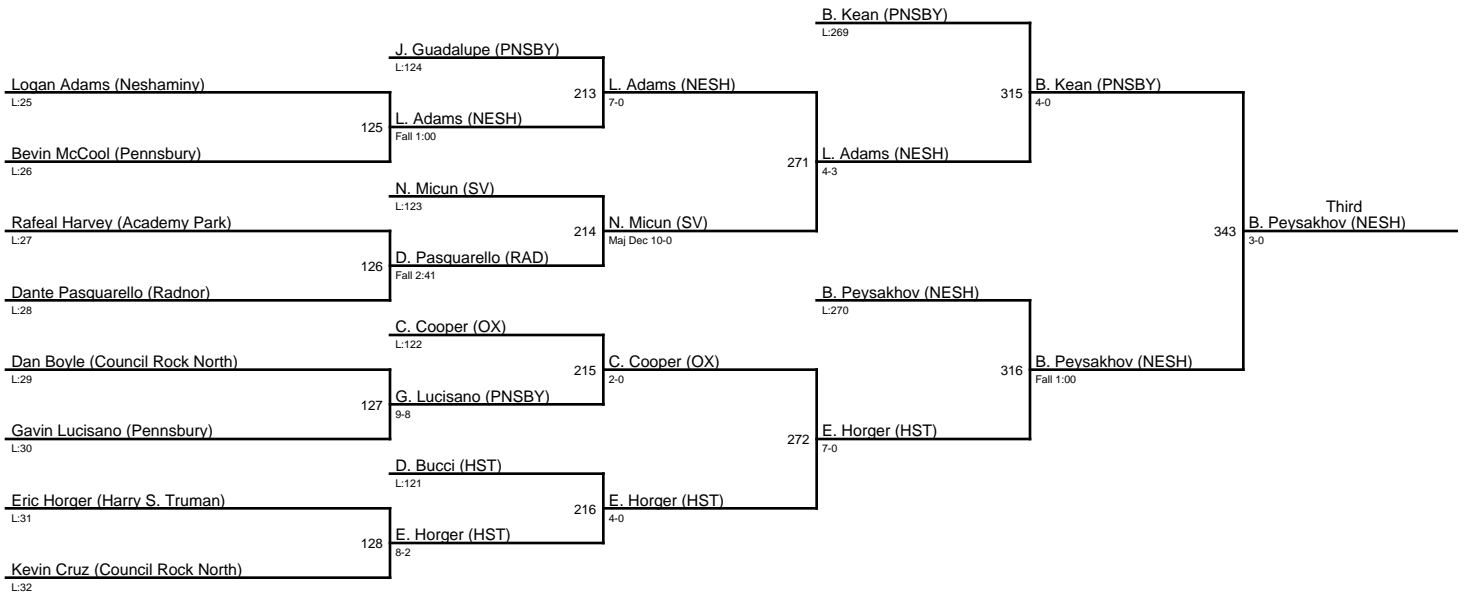 B. Kean (PNSBY)
L:269
J. Guadalupe (PNSBY)
L:124
Logan Adams (Neshaminy)
L:25
213
L. Adams (NESH)
7-0
315
B. Kean (PNSBY)
4-0
125
L. Adams (NESH)
Fall 1:00
Bevin McCool (Pennsbury)
L:26
271
L. Adams (NESH)
4-3
N. Micun (SV)
L:123
Rafeal Harvey (Academy Park)
L:27
214
N. Micun (SV)
Maj Dec 10-0
343
Third
B. Peysakhov (NESH)
3-0
126
D. Pasquarello (RAD)
Fall 2:41
Dante Pasquarello (Radnor)
L:28
B. Peysakhov (NESH)
L:270
C. Cooper (OX)
L:122
Dan Boyle (Council Rock North)
L:29
215
C. Cooper (OX)
2-0
316
B. Peysakhov (NESH)
Fall 1:00
127
G. Lucisano (PNSBY)
9-8
Gavin Lucisano (Pennsbury)
L:30
272
E. Horger (HST)
7-0
D. Bucci (HST)
L:121
Eric Horger (Harry S. Truman)
L:31
216
E. Horger (HST)
4-0
128
E. Horger (HST)
8-2
Kevin Cruz (Council Rock North)
L:32